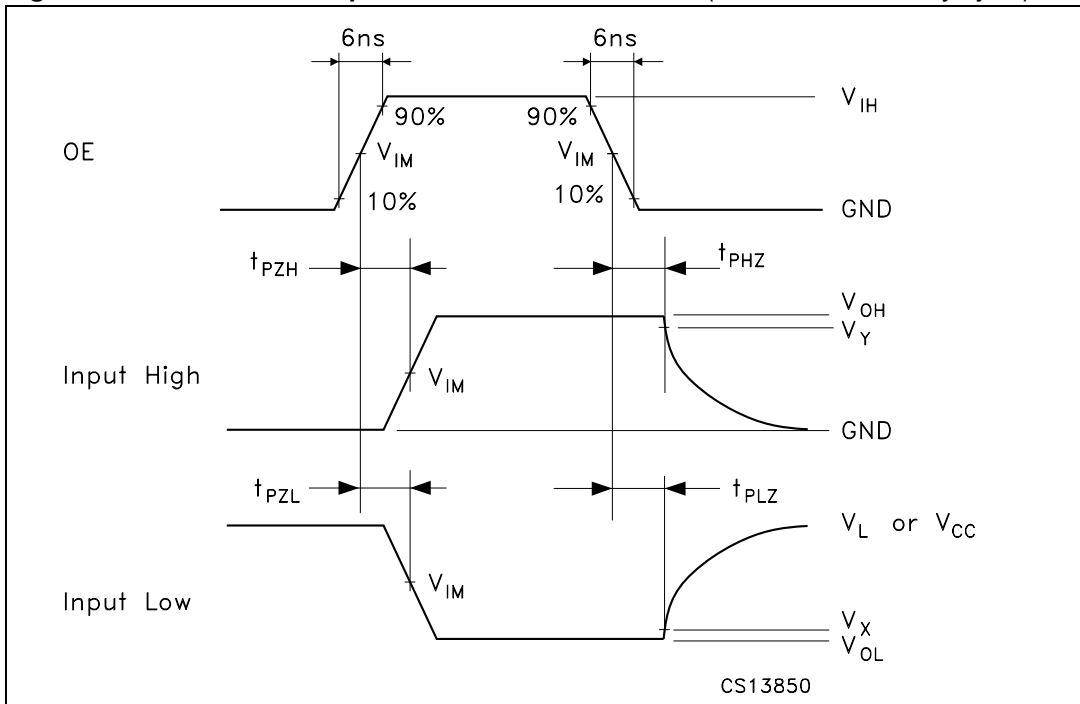 6ns 6ns
90% 90% V_IH
OE V_IM V_IM
10% 10%
GND
t_PZH t_PHZ
V_OH
V_Y
Input High V_IM
GND
t_PZL t_PLZ
V_L or V_CC
Input Low V_IM
V_X
V_OL
CS13850